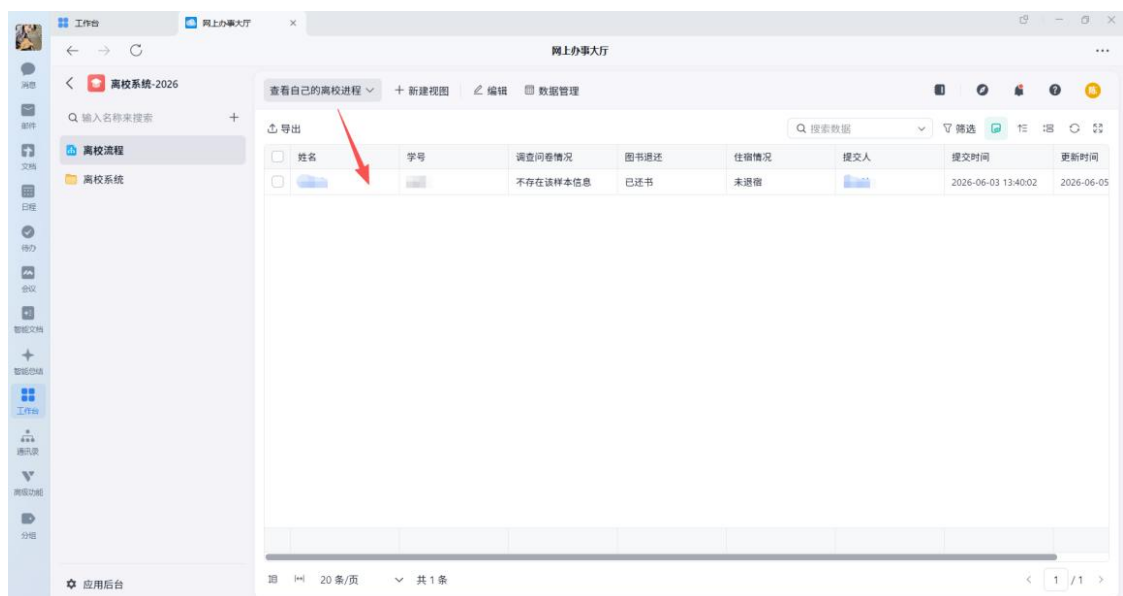 工作台
网上办事大厅
网上办事大厅
消息
邮件
文档
日程
待办
会议
智能文档
智能总结
工作台
通讯录
高级功能
分组
离校系统-2026
输入名称来搜索
离校流程
离校系统
应用后台
查看自己的离校进程 + 新建视图 编辑 数据管理
陈
导出 搜索数据 筛选
姓名 学号 调查问卷情况 图书退还 住宿情况 提交人 提交时间 更新时间
不存在该样本信息 已还书 未退宿 2026-06-03 13:40:02 2026-06-05
20 条/页 共 1 条 1 / 1